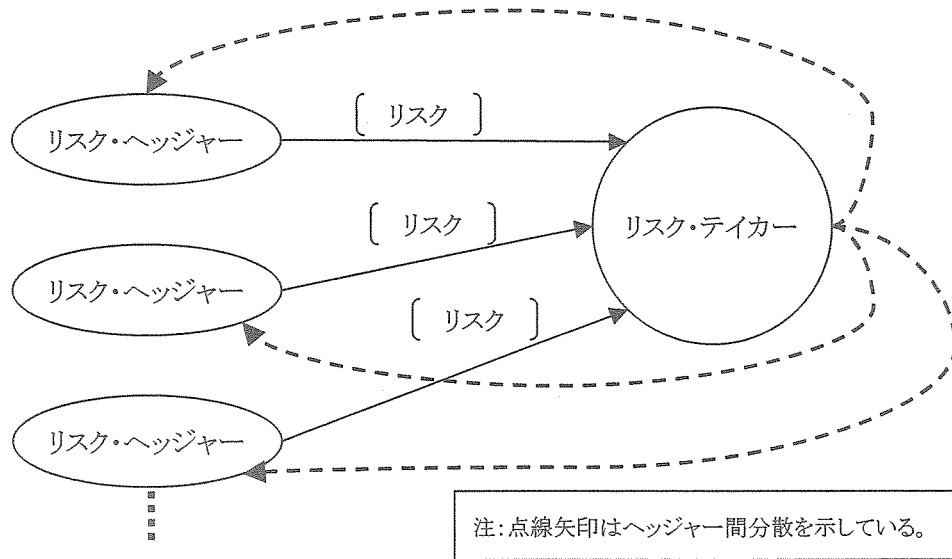 リスク・ヘッジャー
〔 リスク 〕
リスク・テイカー
リスク・ヘッジャー
〔 リスク 〕
リスク・ヘッジャー
〔 リスク 〕
注:点線矢印はヘッジャー間分散を示している。